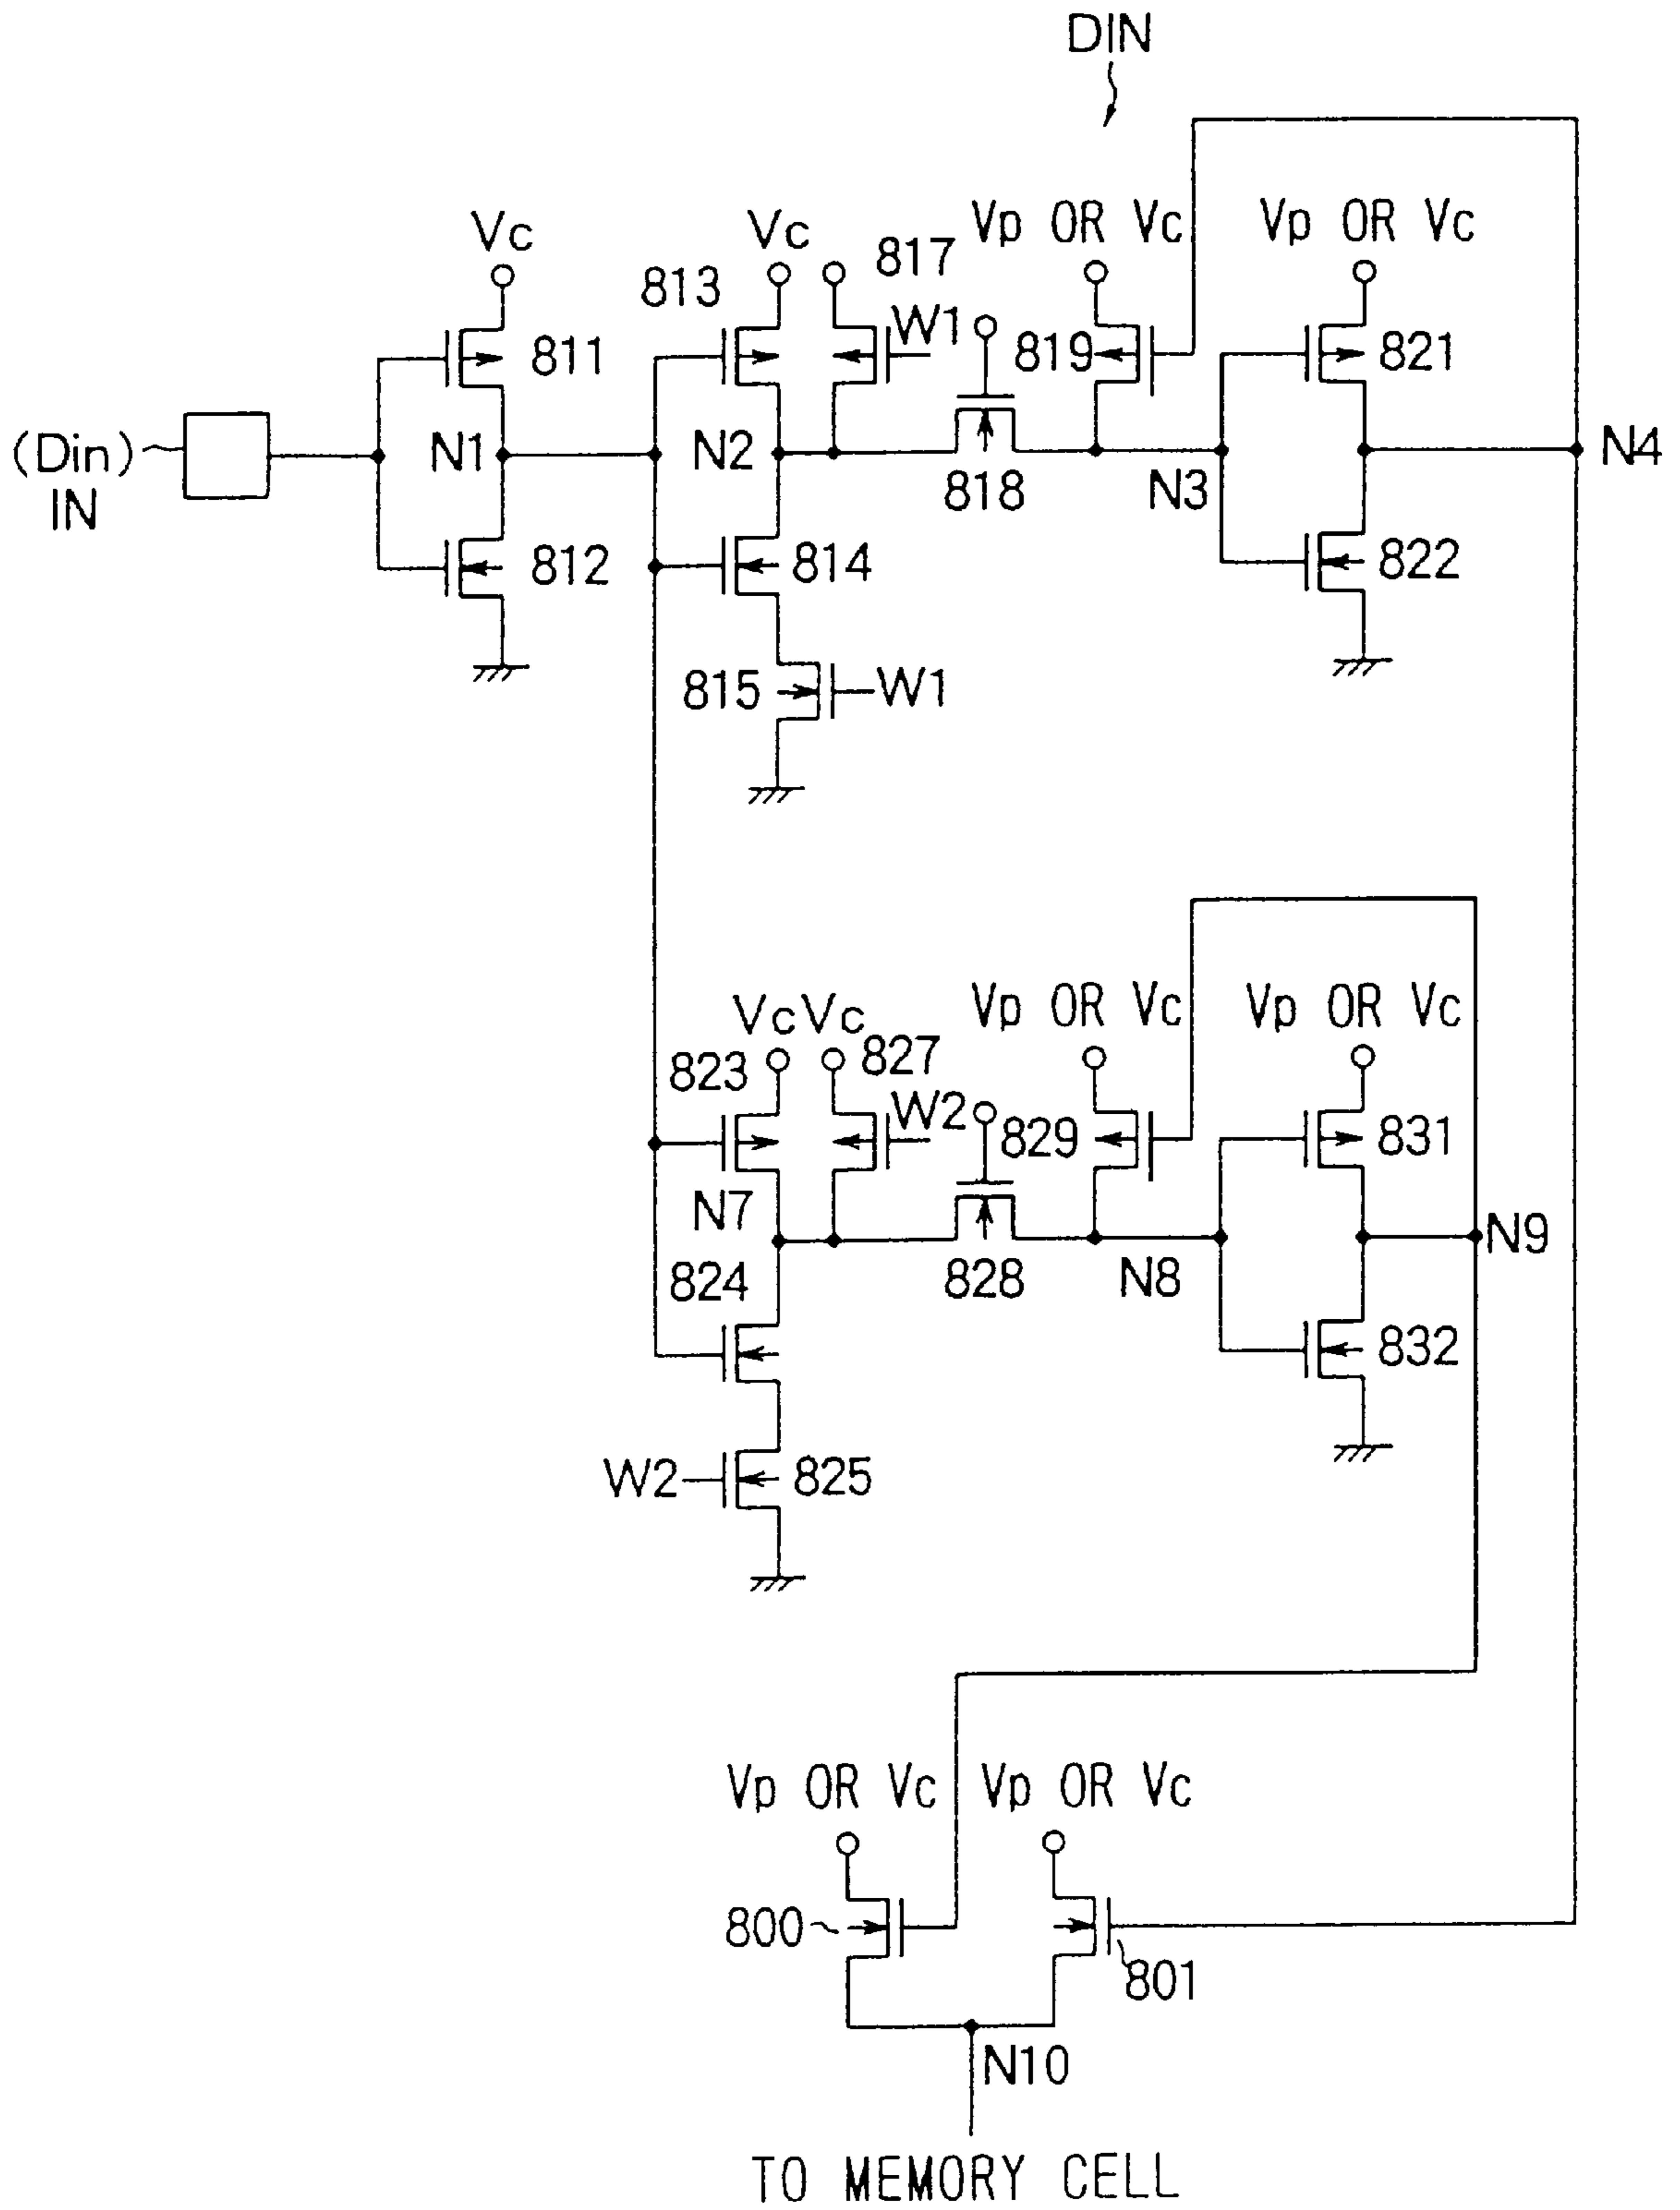 DIN
Vp OR Vc
Vp OR Vc
Vc
Vc
817
813
W1
811
819
821
(Din)
IN
N1
N2
N4
818
N3
812
814
822
815
W1
Vp OR Vc
Vp OR Vc
Vc
Vc
823
827
W2
829
831
N7
N9
824
828
N8
832
W2
825
Vp OR Vc
Vp OR Vc
800
801
N10
TO MEMORY CELL